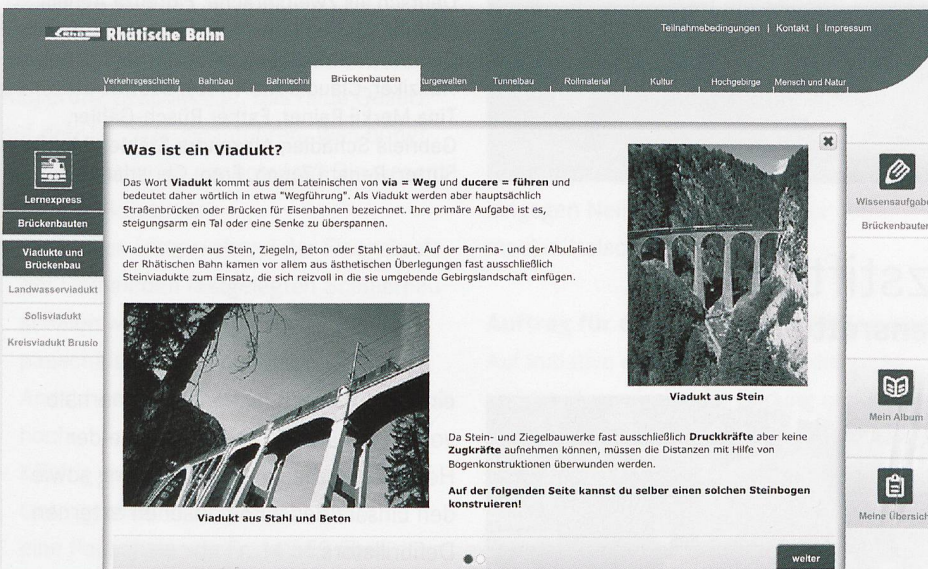 RhB Rhätische Bahn
Teilnahmebedingungen | Kontakt | Impressum
Verkehrsgeschichte Bahnbau Bahntechni Brückenbauten turgewalten Tunnelbau Rollmaterial Kultur Hochgebirge Mensch und Natur
Lernexpress
Brückenbauten
Viadukte und
Brückenbau
Landwasserviadukt
Solisviadukt
Kreisviadukt Brusio
Was ist ein Viadukt?
Das Wort Viadukt kommt aus dem Lateinischen von via = Weg und ducere = führen und
bedeutet daher wörtlich in etwa "Wegführung". Als Viadukt werden aber hauptsächlich
Straßenbrücken oder Brücken für Eisenbahnen bezeichnet. Ihre primäre Aufgabe ist es,
steigungsarm ein Tal oder eine Senke zu überspannen.
Viadukte werden aus Stein, Ziegeln, Beton oder Stahl erbaut. Auf der Bernina- und der Albulalinie
der Rhätischen Bahn kamen vor allem aus ästhetischen Überlegungen fast ausschließlich
Steinviadukte zum Einsatz, die sich reizvoll in die sie umgebende Gebirgslandschaft einfügen.
Viadukt aus Stein
Viadukt aus Stahl und Beton
Da Stein- und Ziegelbauwerke fast ausschließlich Druckkräfte aber keine
Zugkräfte aufnehmen können, müssen die Distanzen mit Hilfe von
Bogenkonstruktionen überwunden werden.
Auf der folgenden Seite kannst du selber einen solchen Steinbogen
konstruieren!
weiter
Wissensaufgabe
Brückenbauten
Mein Album
Meine Übersich